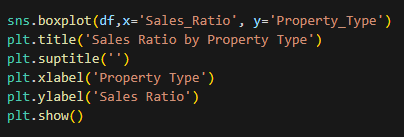 sns.boxplot(df,x='Sales_Ratio', y='Property_Type')
plt.title('Sales Ratio by Property Type')
plt.suptitle('')
plt.xlabel('Property Type')
plt.ylabel('Sales Ratio')
plt.show()